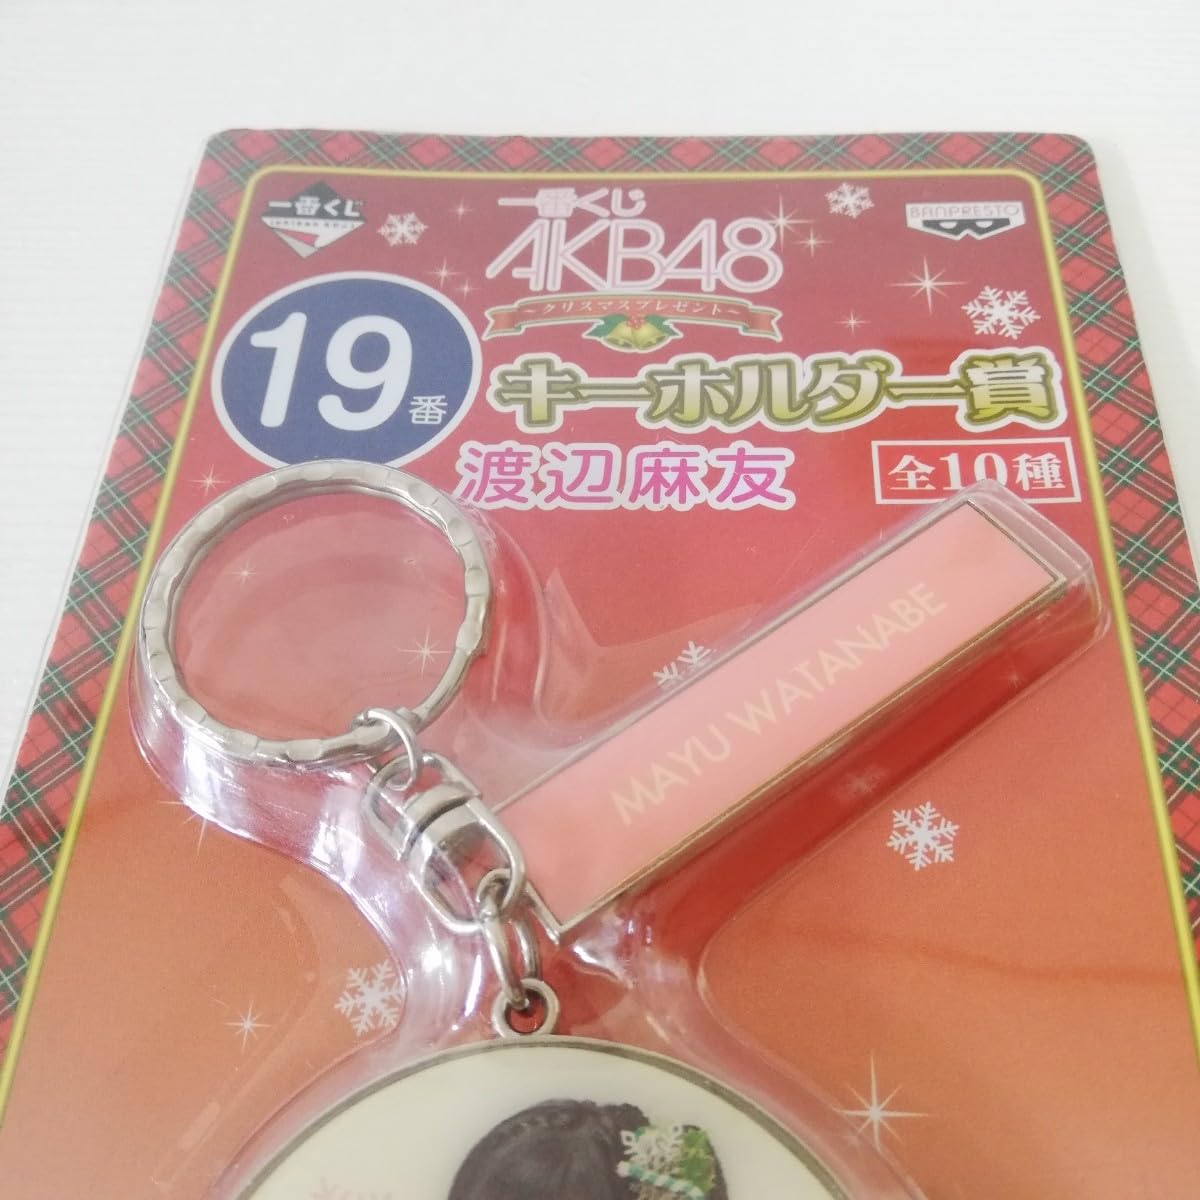 一番くじ
一番くじ
AKB48
~クリスマスプレゼント~
BANPRESTO
19番
キーホルダー賞
渡辺麻友
全10種
MAYU WATANABE